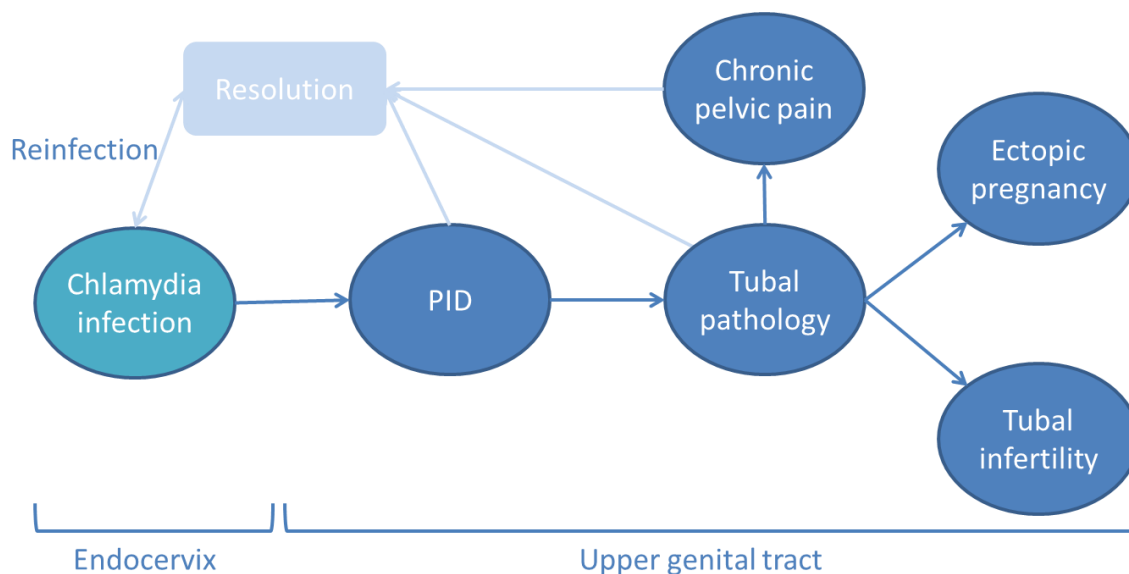 Resolution
Chronic
pelvic pain
Ectopic
pregnancy
Reinfection
Chlamydia
infection
PID
Tubal
pathology
Tubal
infertility
Endocervix
Upper genital tract